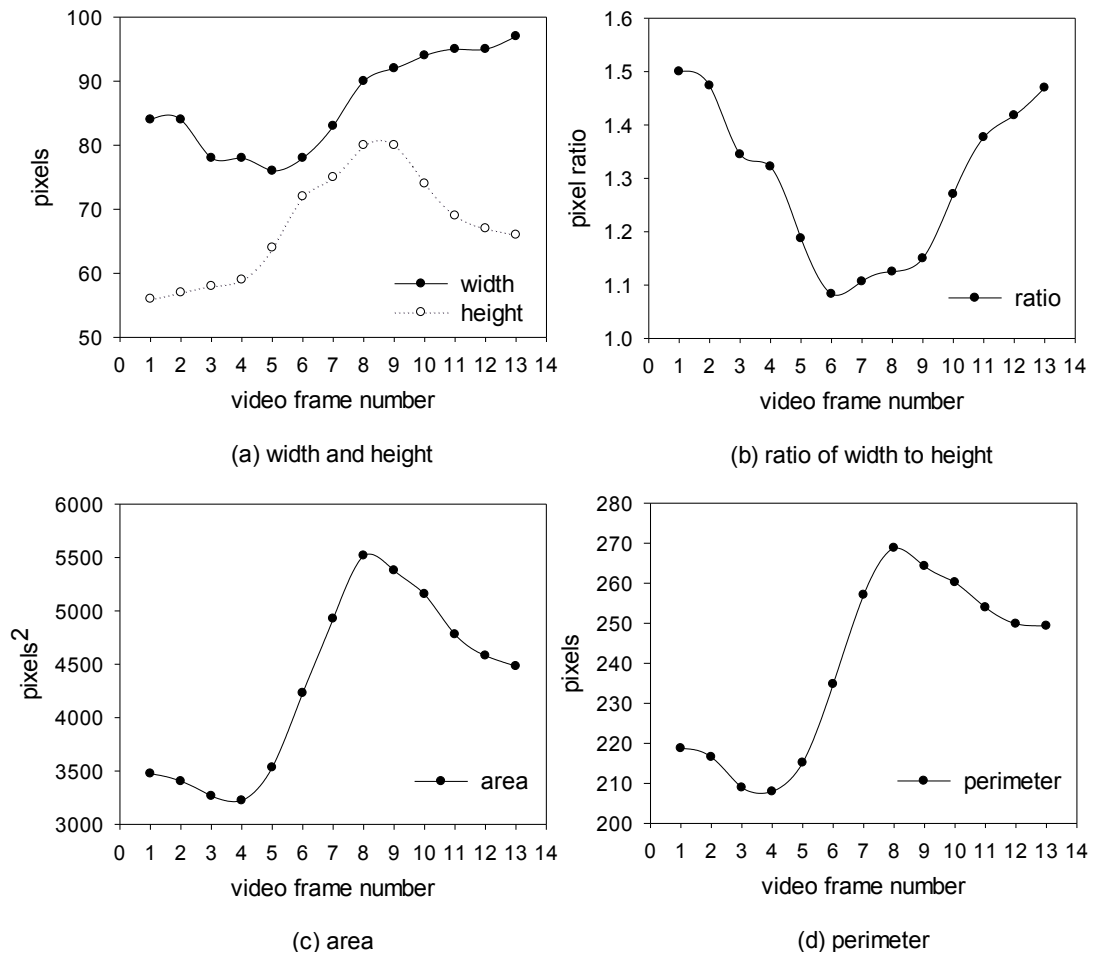 100
90
80
70
60
50
pixels
width
height
0 1 2 3 4 5 6 7 8 9 10 11 12 13 14
video frame number
(a) width and height
1.6
1.5
1.4
1.3
1.2
1.1
1.0
pixel ratio
ratio
0 1 2 3 4 5 6 7 8 9 10 11 12 13 14
video frame number
(b) ratio of width to height
6000
5500
5000
4500
4000
3500
3000
pixels2
area
0 1 2 3 4 5 6 7 8 9 10 11 12 13 14
video frame number
(c) area
280
270
260
250
240
230
220
210
200
pixels
perimeter
0 1 2 3 4 5 6 7 8 9 10 11 12 13 14
video frame number
(d) perimeter